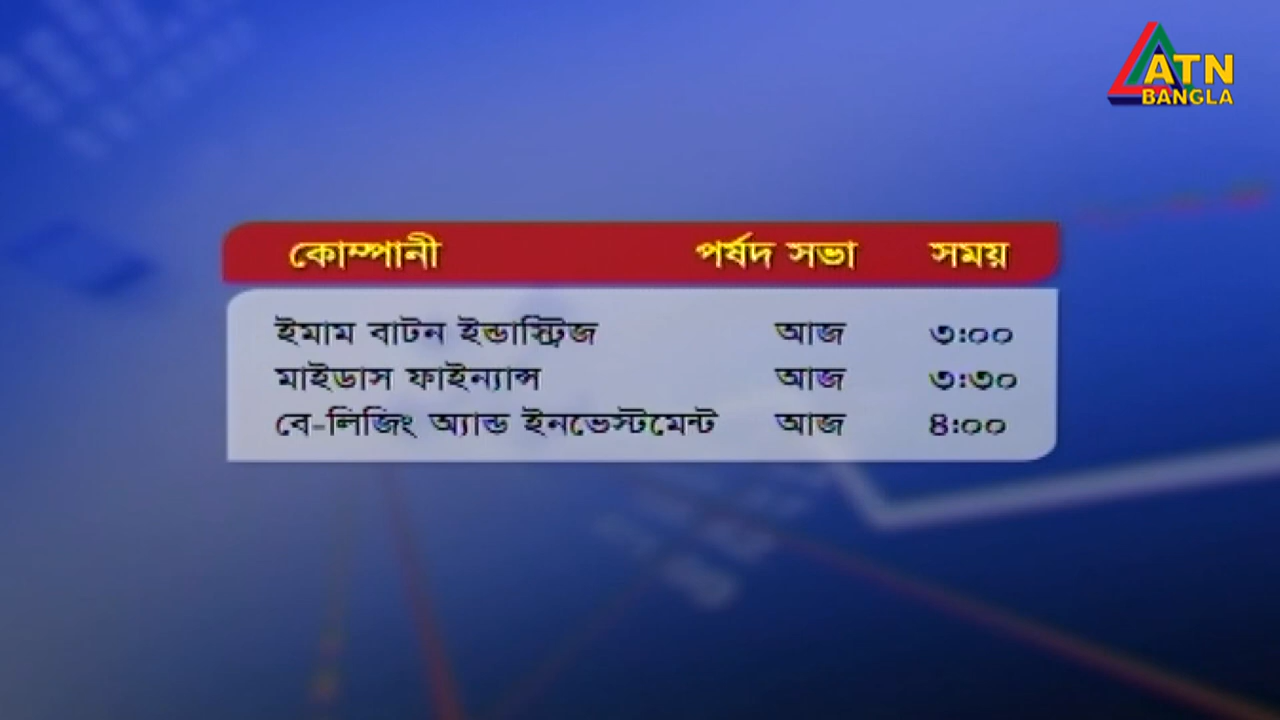 ATN
BANGLA
কোম্পানী পর্ষদ সভা সময়
ইমাম বাটন ইন্ডাস্ট্রিজ আজ ৩:০০
মাইডাস ফাইন্যান্স আজ ৩:৩০
বে-লিজিং অ্যান্ড ইনভেস্টমেন্ট আজ ৪:০০